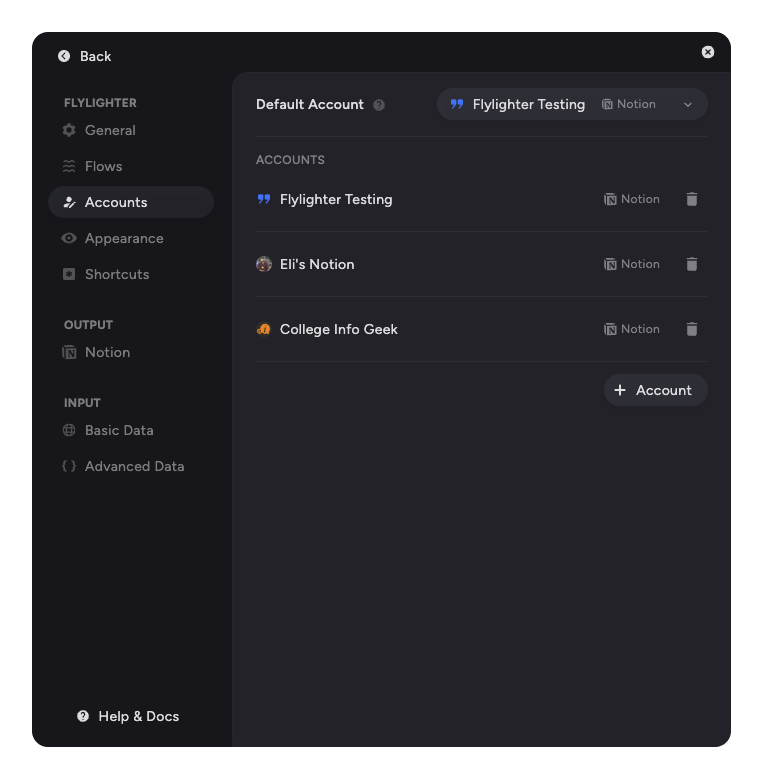 Back
FLYLIGHTER
General
Flows
Accounts
Appearance
Shortcuts
OUTPUT
Notion
INPUT
Basic Data
Advanced Data
Help & Docs
Default Account ?
Flylighter Testing Notion
ACCOUNTS
Flylighter Testing Notion
Eli's Notion Notion
College Info Geek Notion
+ Account